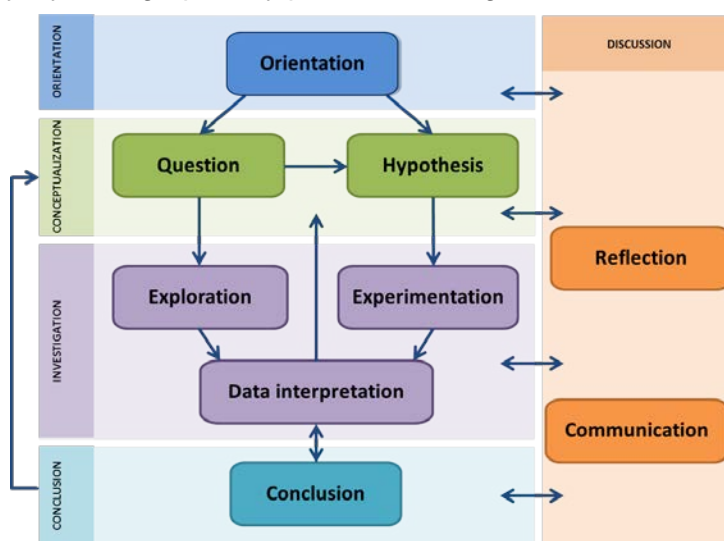 ORIENTATION
Orientation
DISCUSSION
CONCEPTUALIZATION
Question
Hypothesis
Reflection
INVESTIGATION
Exploration
Experimentation
Data interpretation
Communication
CONCLUSION
Conclusion